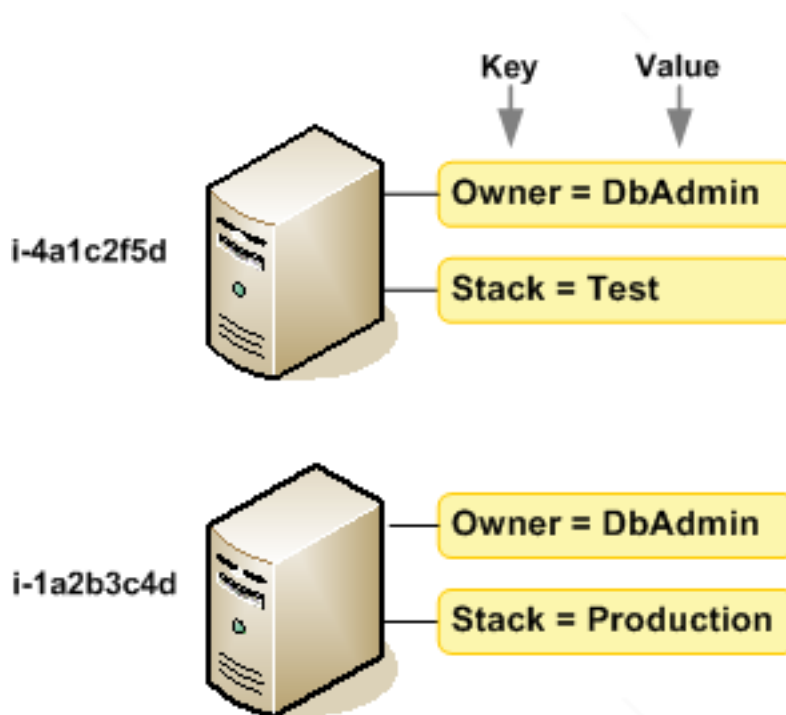 Key Value
Owner = DbAdmin
i-4a1c2f5d
Stack = Test
Owner = DbAdmin
i-1a2b3c4d
Stack = Production